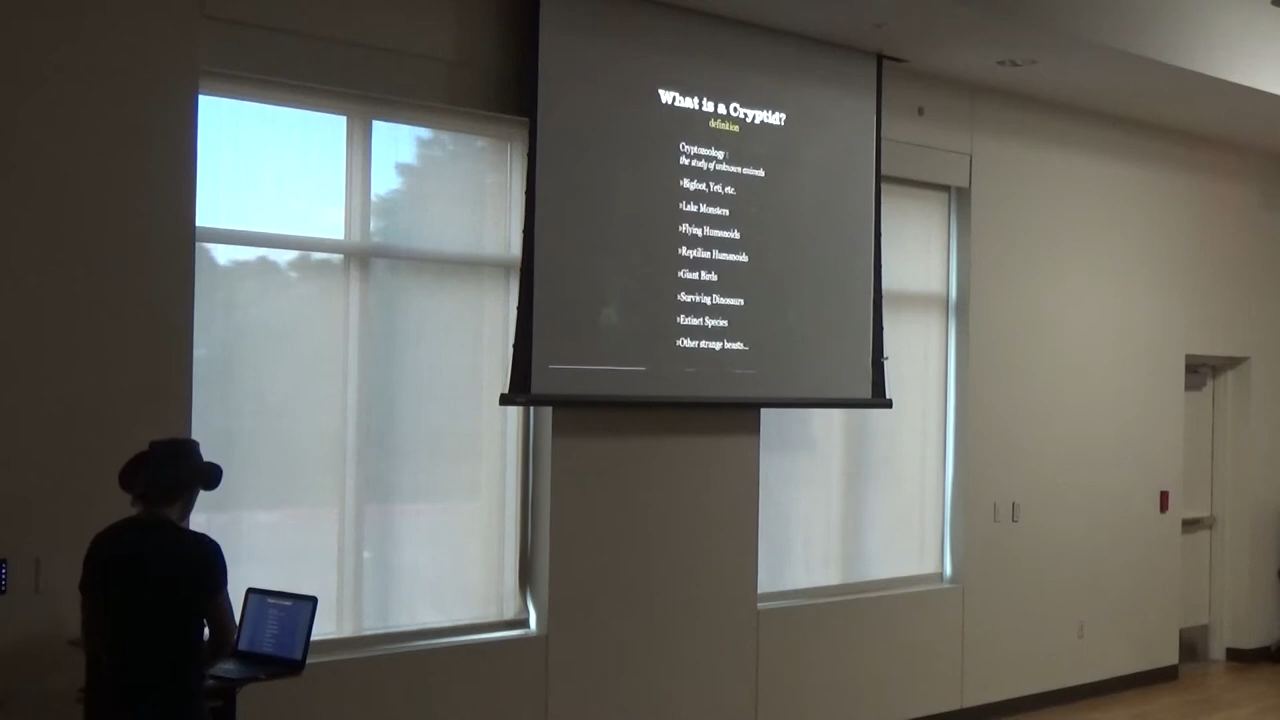 What is a Cryptid?
definition
Cryptozoology :
the study of unknown animals
»Bigfoot, Yeti, etc.
»Lake Monsters
»Flying Humanoids
»Reptilian Humanoids
»Giant Birds
»Surviving Dinosaurs
»Extinct Species
»Other strange beasts...